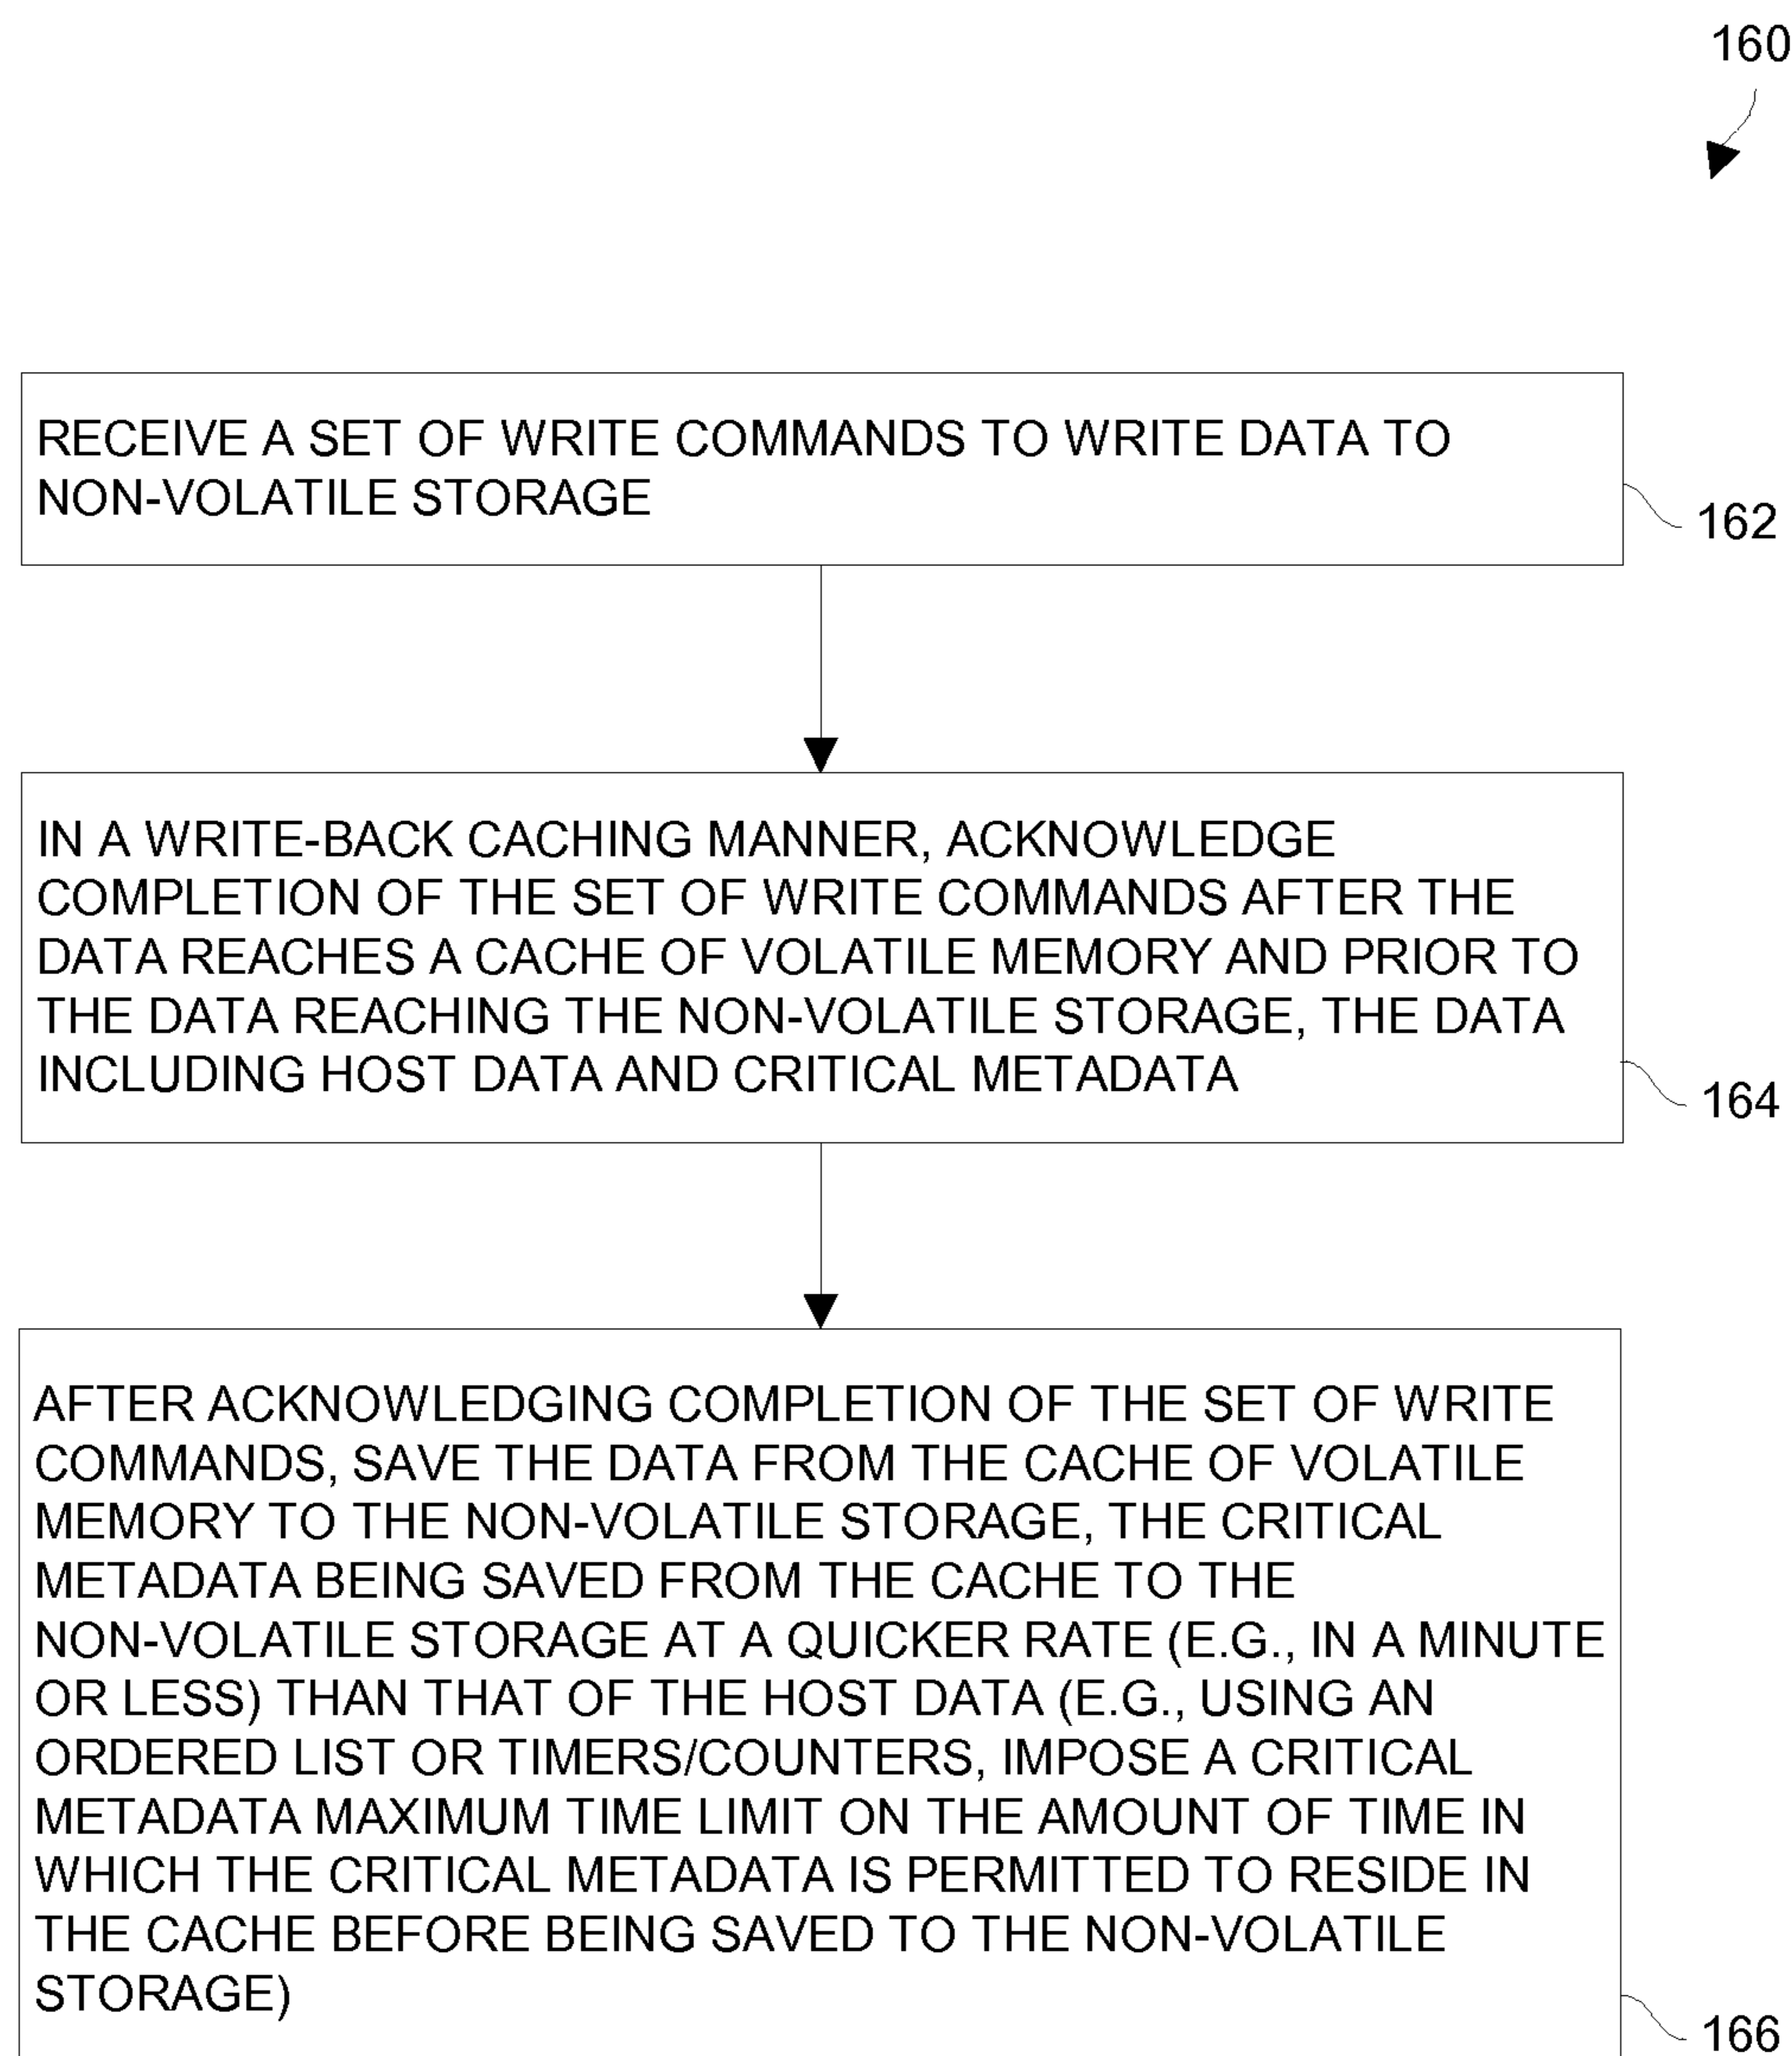 160
RECEIVE A SET OF WRITE COMMANDS TO WRITE DATA TO
NON-VOLATILE STORAGE
162
IN A WRITE-BACK CACHING MANNER, ACKNOWLEDGE
COMPLETION OF THE SET OF WRITE COMMANDS AFTER THE
DATA REACHES A CACHE OF VOLATILE MEMORY AND PRIOR TO
THE DATA REACHING THE NON-VOLATILE STORAGE, THE DATA
INCLUDING HOST DATA AND CRITICAL METADATA
164
AFTER ACKNOWLEDGING COMPLETION OF THE SET OF WRITE
COMMANDS, SAVE THE DATA FROM THE CACHE OF VOLATILE
MEMORY TO THE NON-VOLATILE STORAGE, THE CRITICAL
METADATA BEING SAVED FROM THE CACHE TO THE
NON-VOLATILE STORAGE AT A QUICKER RATE (E.G., IN A MINUTE
OR LESS) THAN THAT OF THE HOST DATA (E.G., USING AN
ORDERED LIST OR TIMERS/COUNTERS, IMPOSE A CRITICAL
METADATA MAXIMUM TIME LIMIT ON THE AMOUNT OF TIME IN
WHICH THE CRITICAL METADATA IS PERMITTED TO RESIDE IN
THE CACHE BEFORE BEING SAVED TO THE NON-VOLATILE
STORAGE)
166